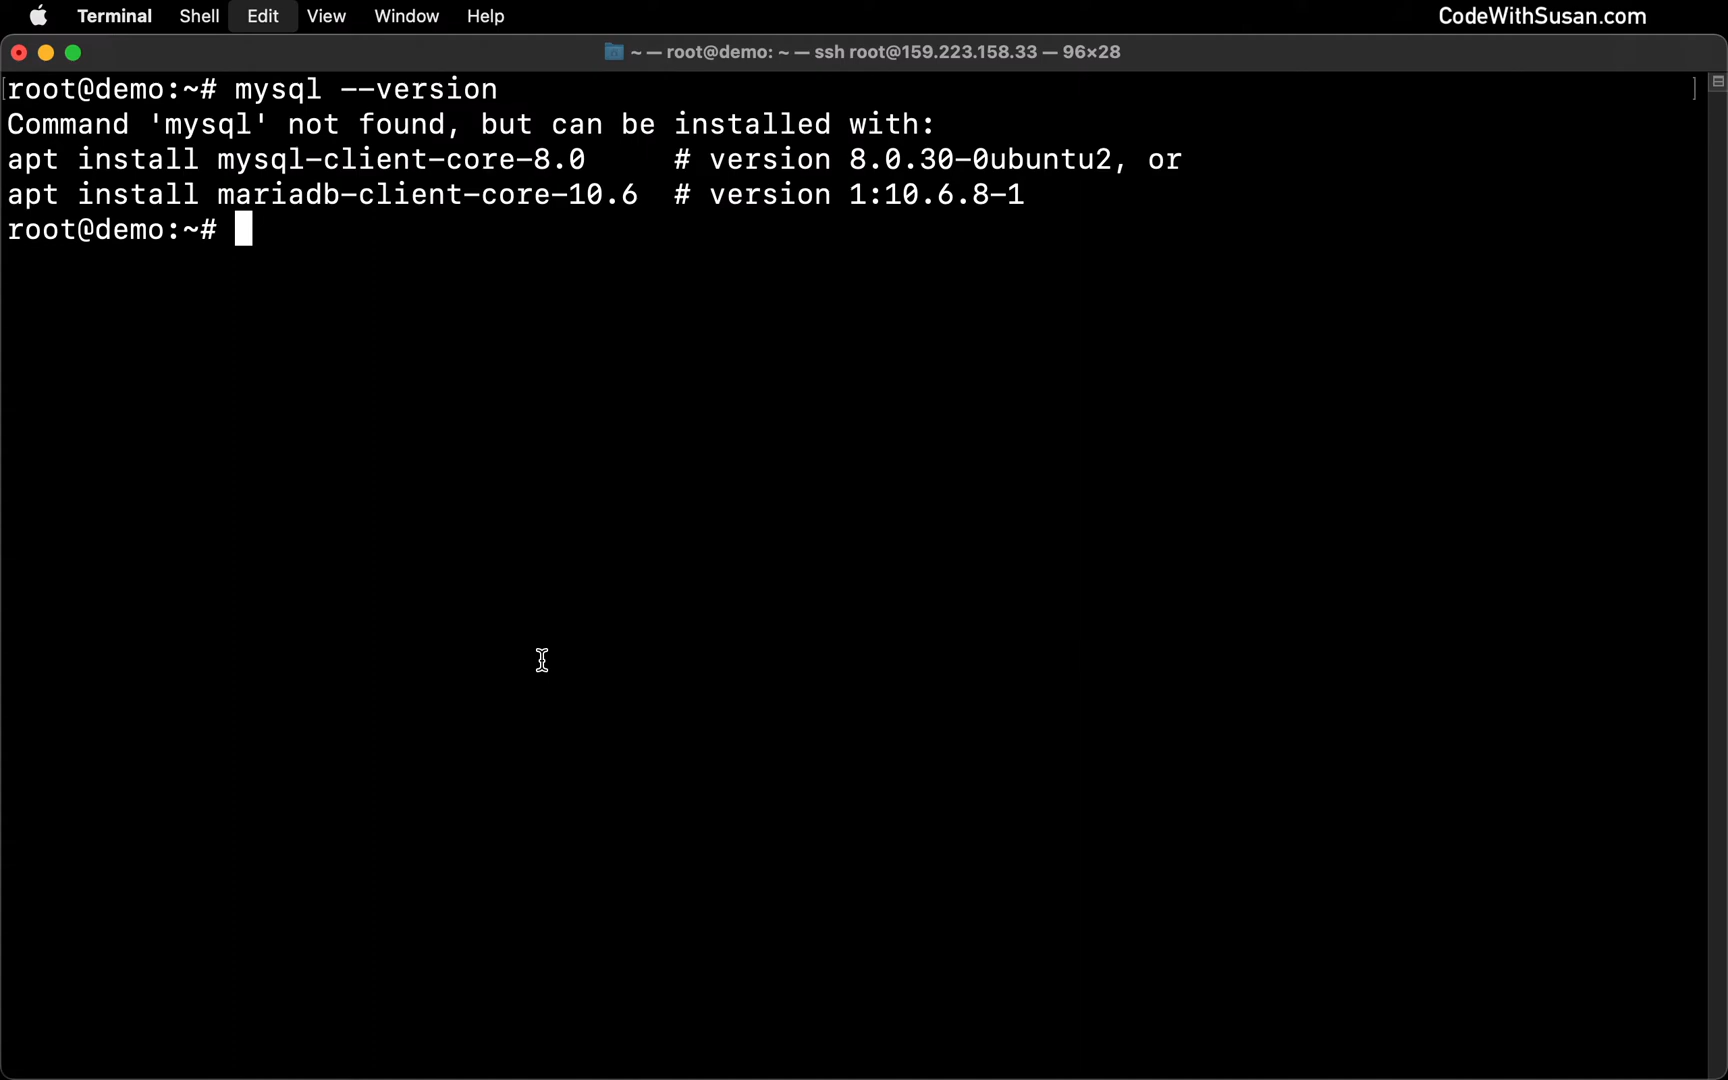 Terminal Shell Edit View Window Help CodeWithSusan.com
~ — root@demo: ~ — ssh root@159.223.158.33 — 96×28
[root@demo:~# mysql --version ]
Command 'mysql' not found, but can be installed with:
apt install mysql-client-core-8.0     # version 8.0.30-0ubuntu2, or
apt install mariadb-client-core-10.6  # version 1:10.6.8-1
root@demo:~#